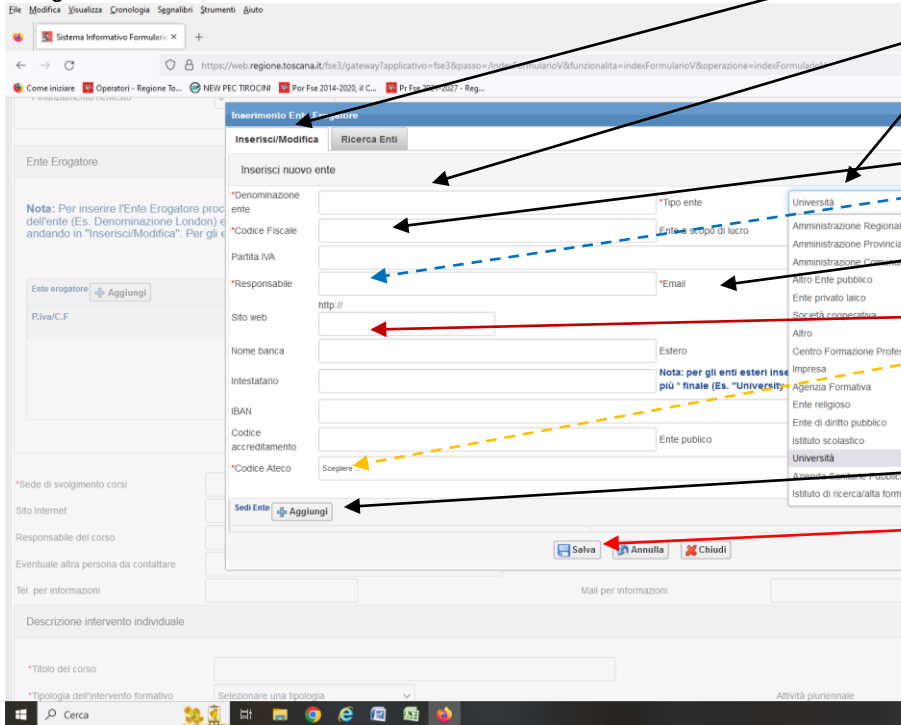 File Modifica Visualizza Cronologia Segnalibri Strumenti Aiuto
Sistema Informativo Formulario ×
+
https://web.regione.toscana.it/fse3/gateway?applicativo=fse3&passo=/indexFormularioV&funzionalita=indexFormularioV&operazione=indexFormularioV
Come iniziare Operatori - Regione To... NEW PEC TIROCINI Por Fse 2014-2020, il C... Pr Fse 2021-2027 - Reg...
Inserimento Ente Erogatore
Inserisci/Modifica Ricerca Enti
Ente Erogatore
Inserisci nuovo ente
Nota: Per inserire l'Ente Erogatore proc
dell'ente (Es. Denominazione London) e
andando in "Inserisci/Modifica". Per gli e
*Denominazione ente *Tipo ente Università
*Codice Fiscale Ente a scopo di lucro
Partita IVA
*Responsabile *Email
http://
Sito web
Nome banca Estero
Intestatario Nota: per gli enti esteri inse
più * finale (Es. "University
IBAN
Codice accreditamento Ente pubblico
*Codice Ateco Scegliere ...
Amministrazione Regional
Amministrazione Provincia
Amministrazione Comunal
Altro Ente pubblico
Ente privato laico
Società cooperativa
Altro
Centro Formazione Profes
Impresa
Agenzia Formativa
Ente religioso
Ente di diritto pubblico
Istituto scolastico
Università
Azienda Sanitaria Pubblica
Istituto di ricerca/alta form
Ente erogatore Aggiungi
P.iva/C.F
Sedi Ente Aggiungi
Salva Annulla Chiudi
*Sede di svolgimento corsi
Sito internet
Responsabile del corso
Eventuale altra persona da contattare
Tel. per informazioni Mail per informazioni
Descrizione intervento individuale
*Titolo del corso
*Tipologia dell'intervento formativo Selezionare una tipologia Attività pluriennale
Cerca